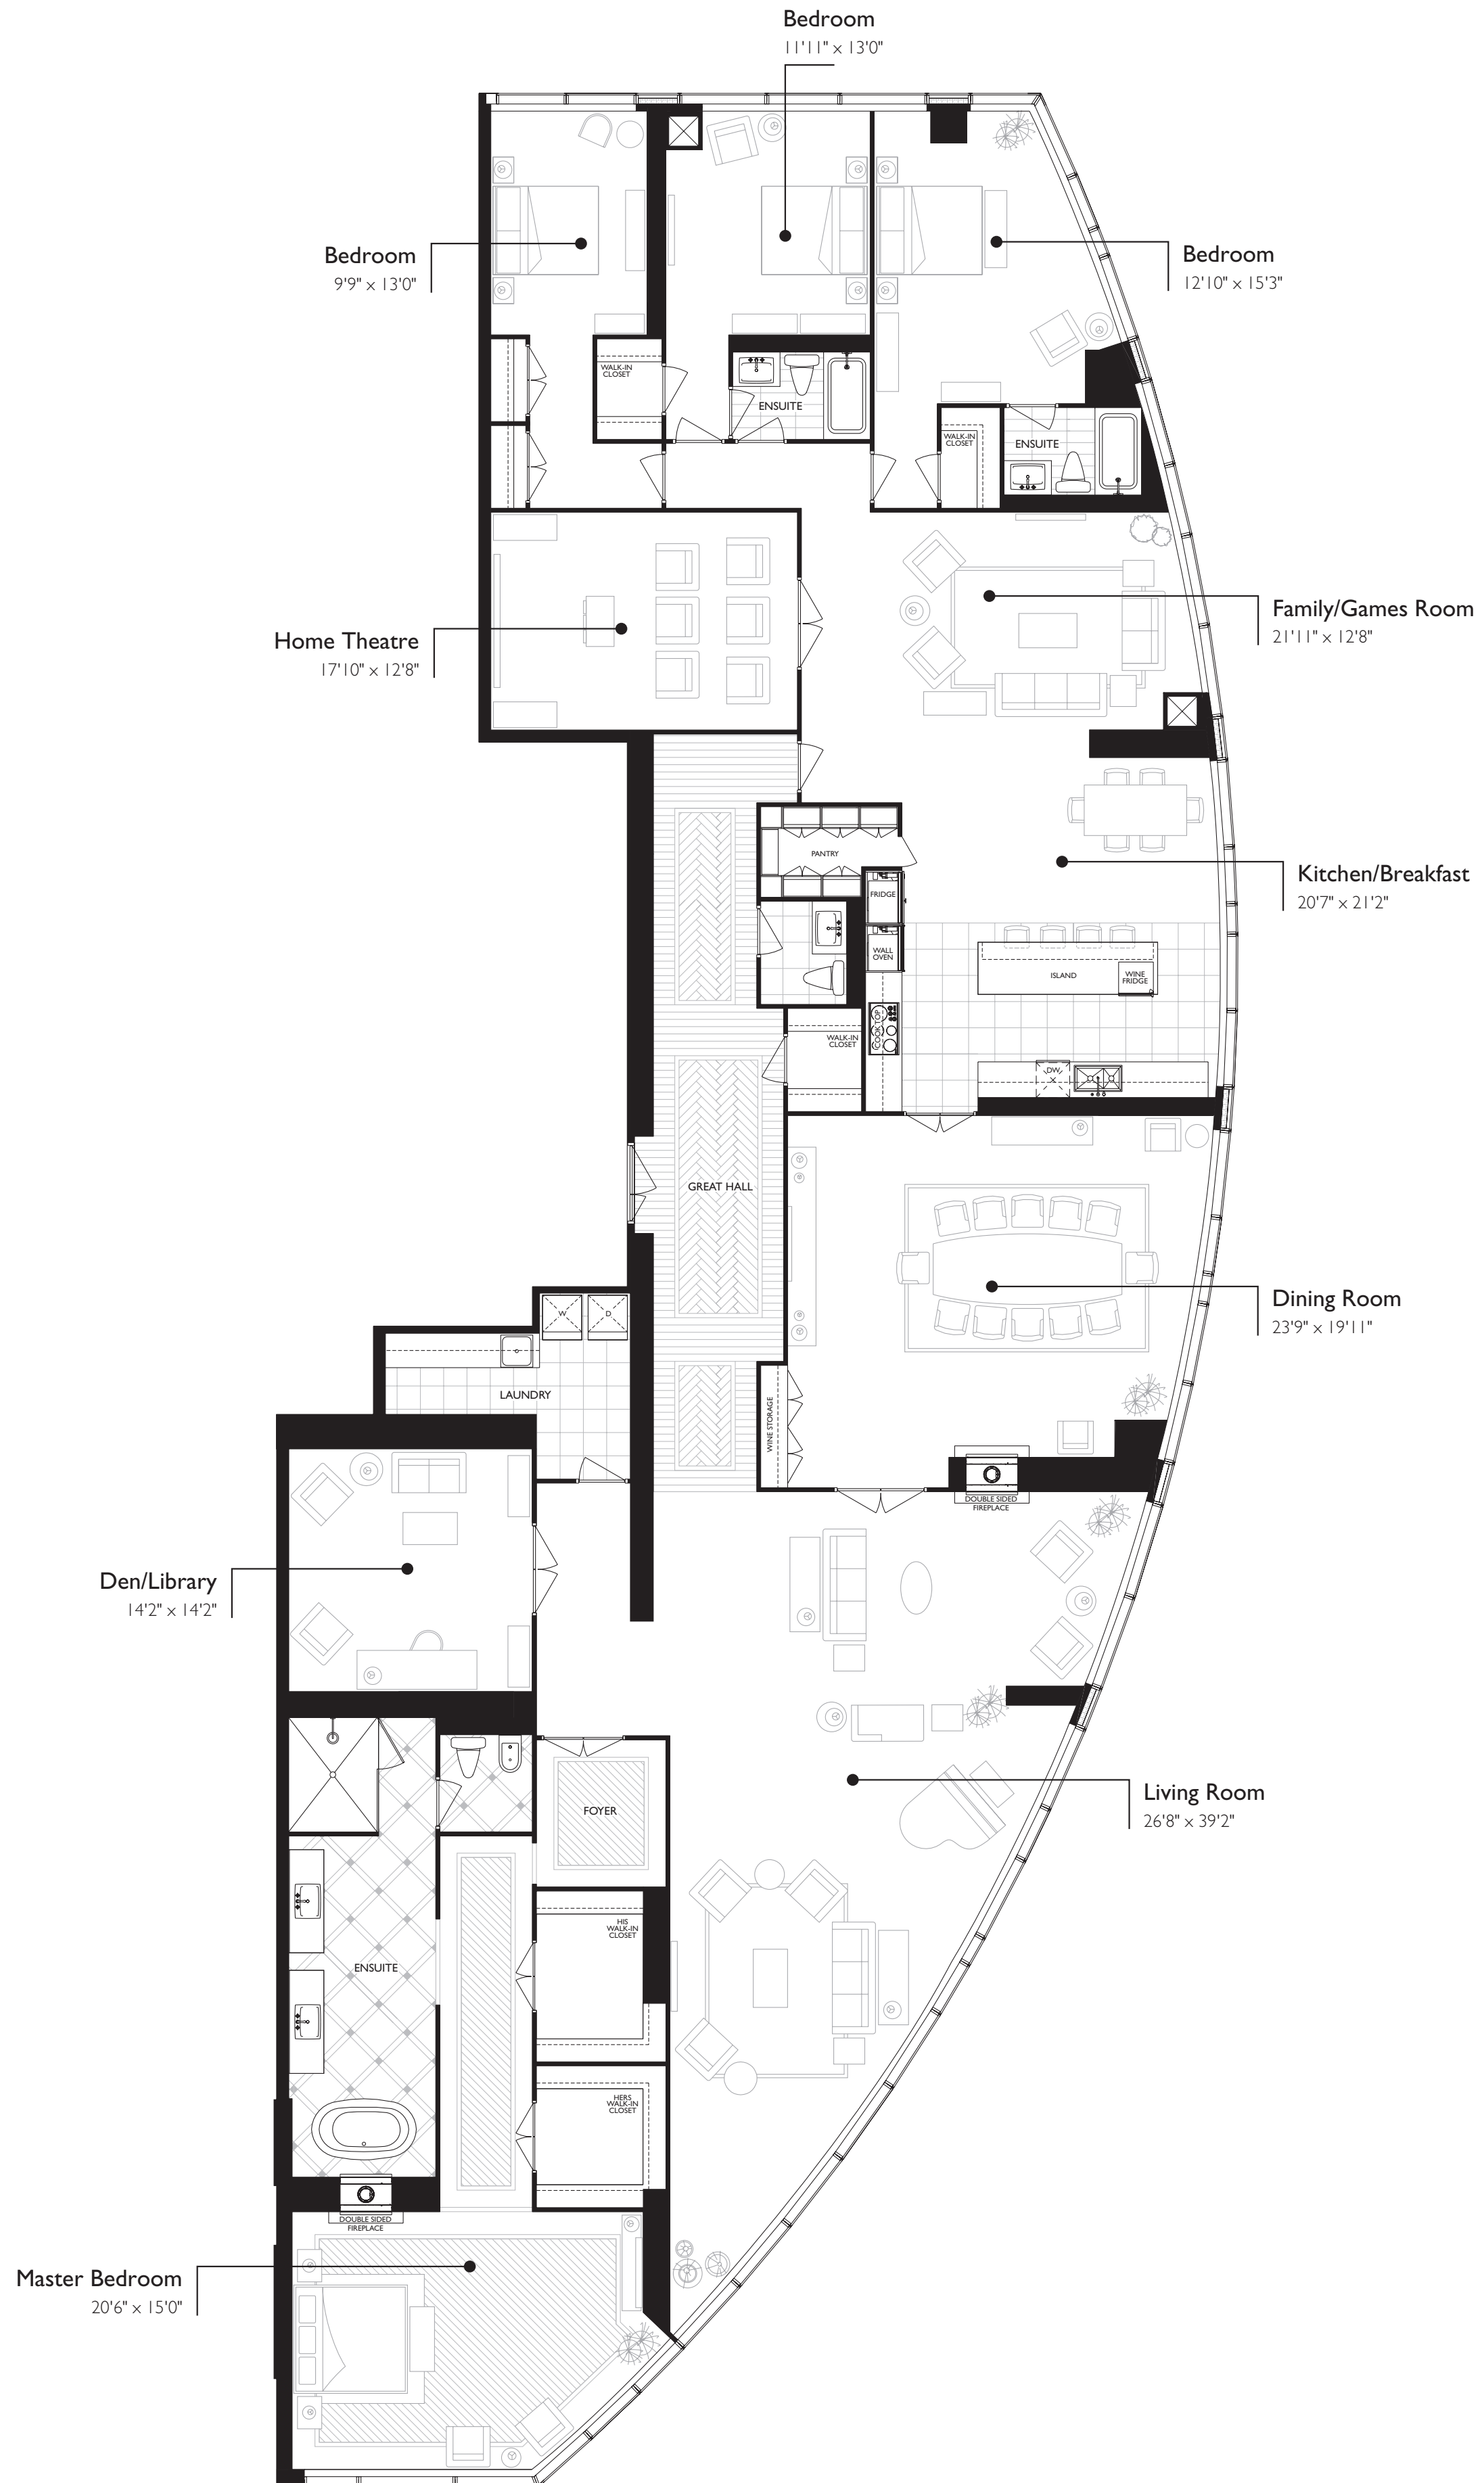 Bedroom
11'11" x 13'0"
Bedroom
9'9" x 13'0"
Bedroom
12'10" x 15'3"
WALK-IN
CLOSET
ENSUITE
WALK-IN
CLOSET
ENSUITE
Family/Games Room
21'11" x 12'8"
Home Theatre
17'10" x 12'8"
PANTRY
Kitchen/Breakfast
20'7" x 21'2"
FRIDGE
WALL
OVEN
ISLAND
WINE
FRIDGE
COOK TOP
WALK-IN
CLOSET
DW
GREAT HALL
Dining Room
23'9" x 19'11"
W
D
LAUNDRY
WINE STORAGE
DOUBLE SIDED
FIREPLACE
Den/Library
14'2" x 14'2"
Living Room
26'8" x 39'2"
FOYER
HIS
WALK-IN
CLOSET
ENSUITE
HERS
WALK-IN
CLOSET
DOUBLE SIDED
FIREPLACE
Master Bedroom
20'6" x 15'0"